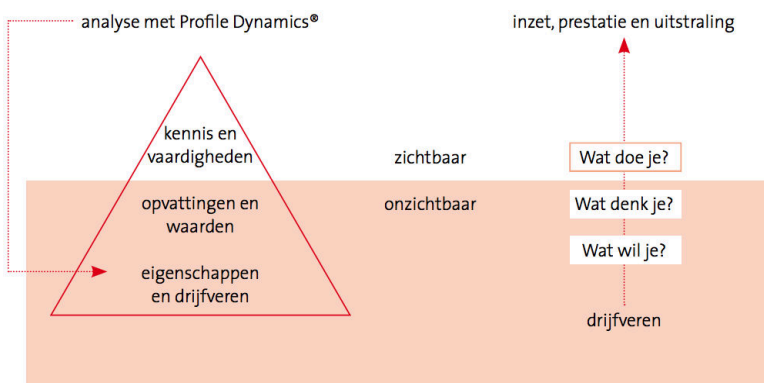 analyse met Profile Dynamics®
inzet, prestatie en uitstraling
kennis en
vaardigheden
zichtbaar
Wat doe je?
opvattingen en
waarden
onzichtbaar
Wat denk je?
Wat wil je?
eigenschappen
en drijfveren
drijfveren